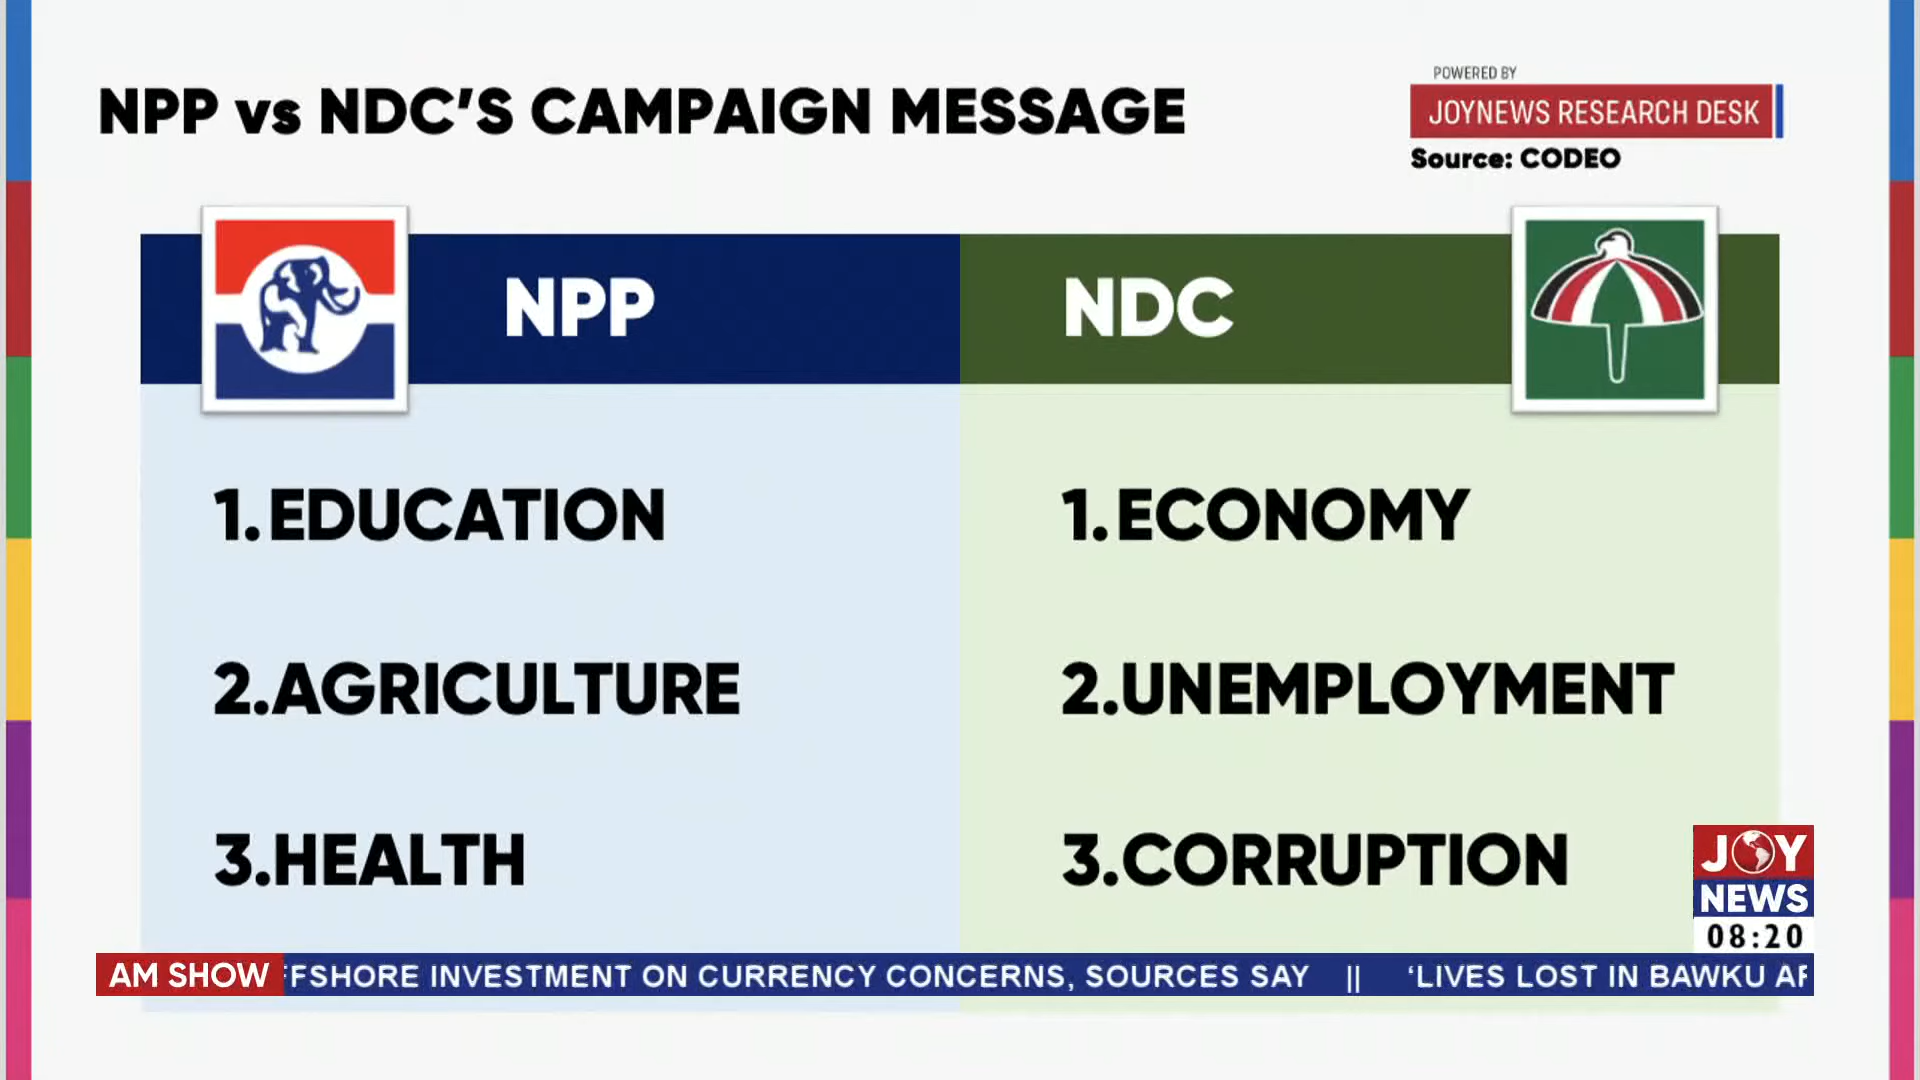 NPP vs NDC’S CAMPAIGN MESSAGE
POWERED BY
JOYNEWS RESEARCH DESK
Source: CODEO
NPP
NDC
1. EDUCATION
2.AGRICULTURE
3.HEALTH
1. ECONOMY
2.UNEMPLOYMENT
3.CORRUPTION
JOY
NEWS
08:20
AM SHOW
FFSHORE INVESTMENT ON CURRENCY CONCERNS, SOURCES SAY || ‘LIVES LOST IN BAWKU